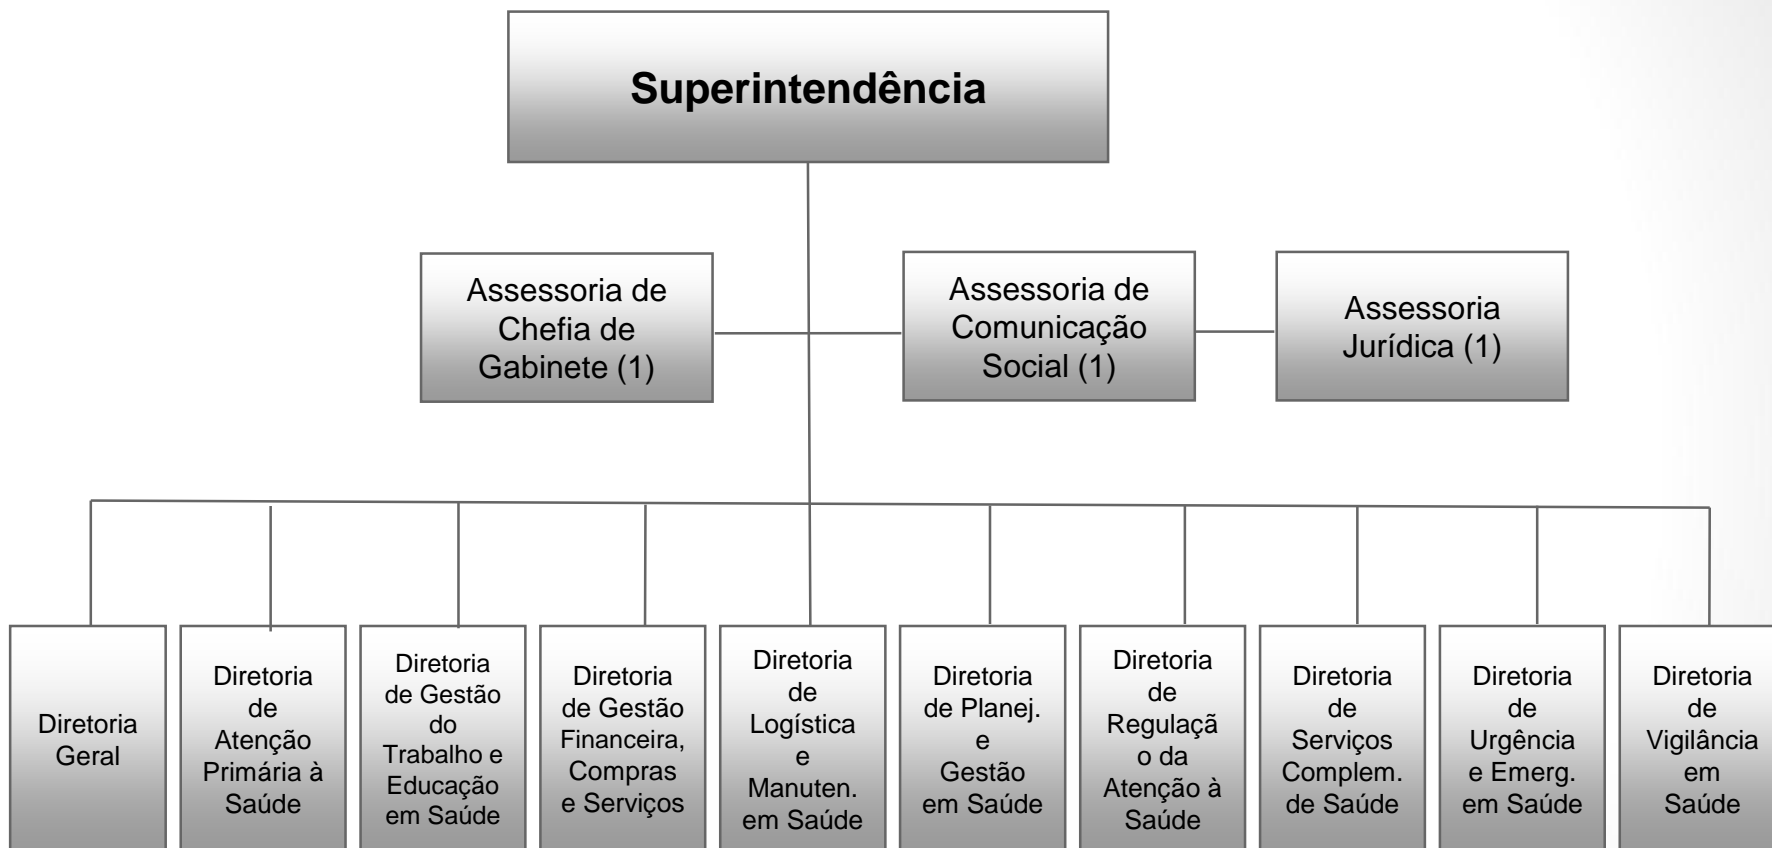 Superintendência
Assessoria de
Chefia de
Gabinete (1)
Assessoria de
Comunicação
Social (1)
Assessoria
Jurídica (1)
Diretoria
Geral
Diretoria
de
Atenção
Primária à
Saúde
Diretoria
de Gestão
do
Trabalho e
Educação
em Saúde
Diretoria
de Gestão
Financeira,
Compras
e Serviços
Diretoria
de
Logística
e
Manuten.
em Saúde
Diretoria
de Planej.
e
Gestão
em Saúde
Diretoria
de
Regulaçã
o da
Atenção à
Saúde
Diretoria
de
Serviços
Complem.
de Saúde
Diretoria
de
Urgência
e Emerg.
em Saúde
Diretoria
de
Vigilância
em
Saúde